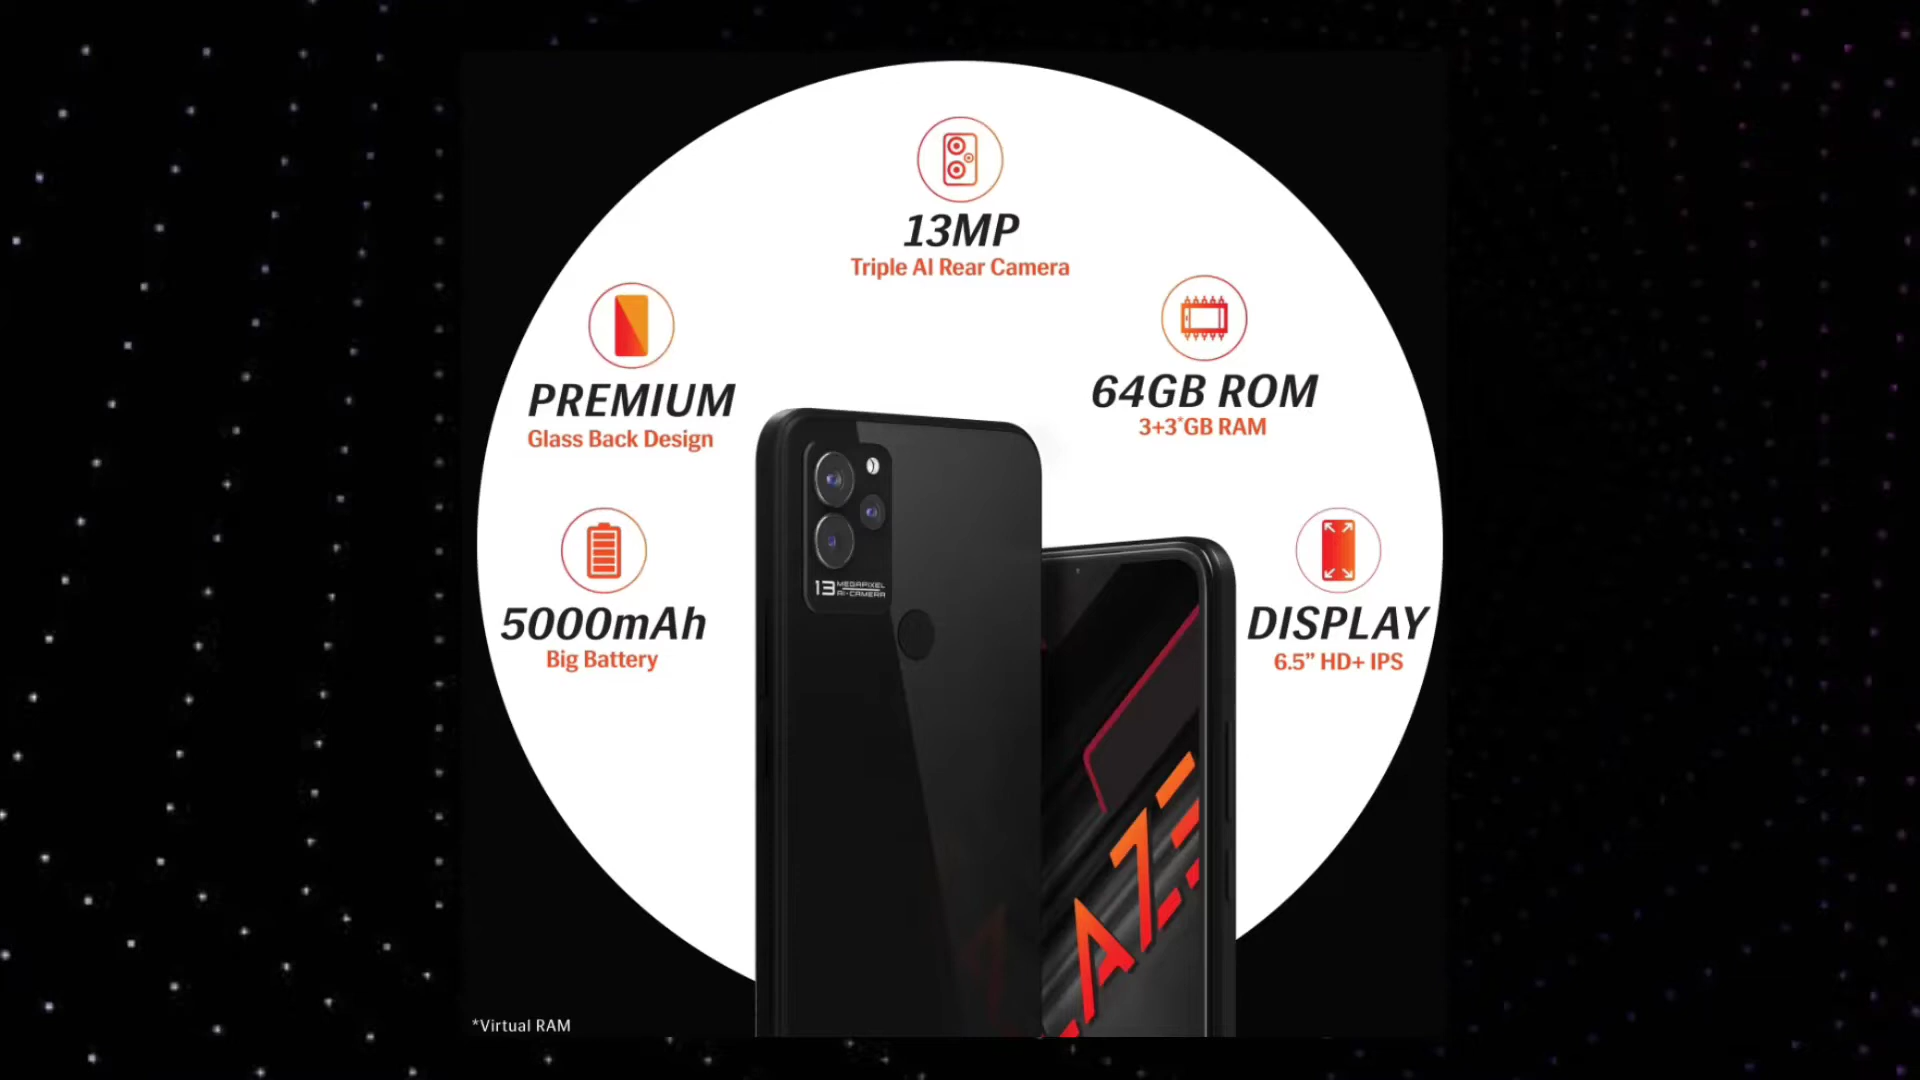 13MP
Triple AI Rear Camera
PREMIUM
Glass Back Design
64GB ROM
3+3*GB RAM
5000mAh
Big Battery
DISPLAY
6.5” HD+ IPS
13 MEGAPIXEL
AI-CAMERA
LAZE
*Virtual RAM